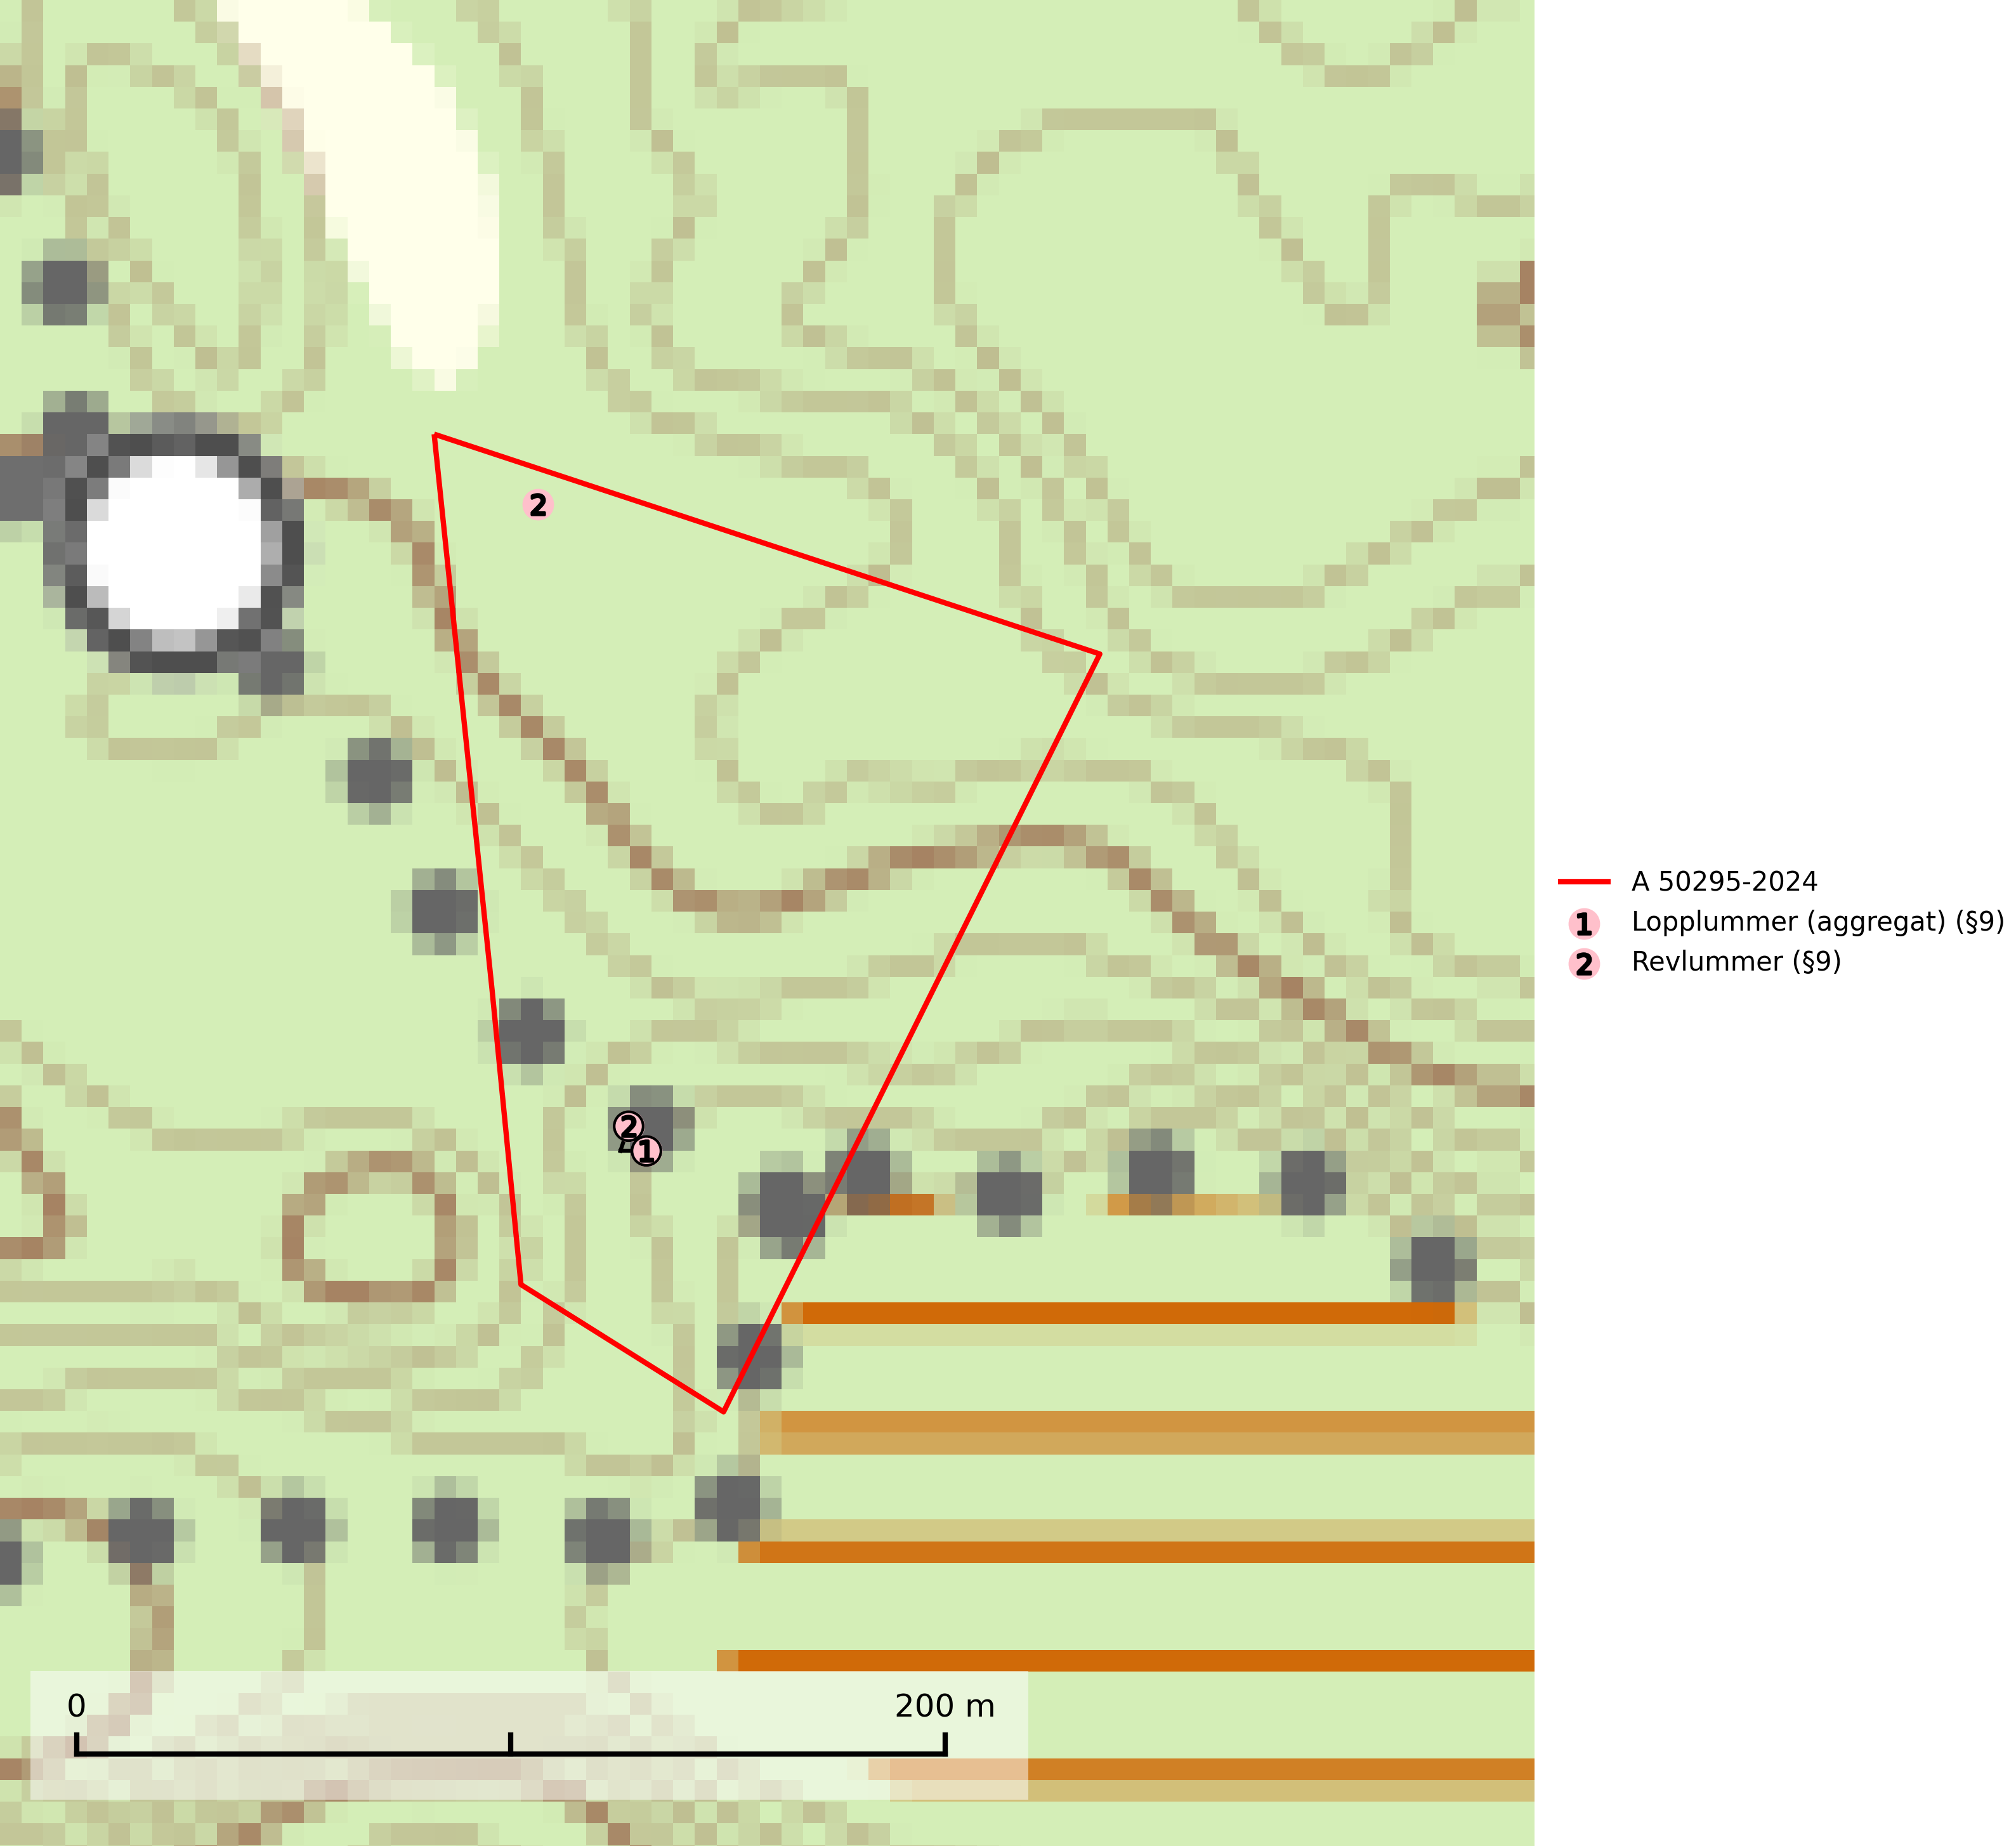 2
2
1
A 50295-2024
1 Lopplummer (aggregat) (§9)
2 Revlummer (§9)
0 200 m